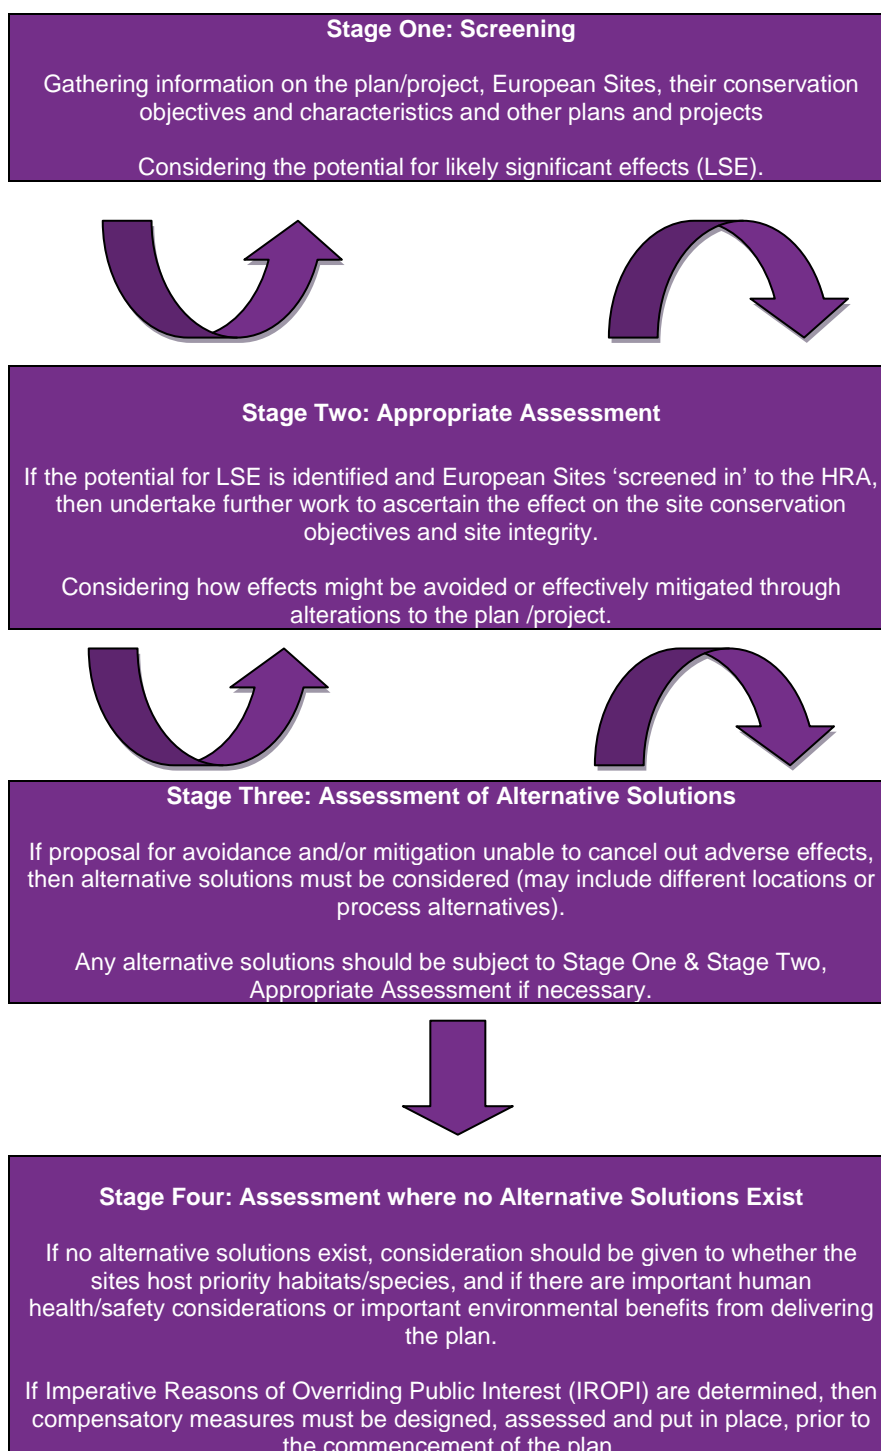 Stage One: Screening
Gathering information on the plan/project, European Sites, their conservation
objectives and characteristics and other plans and projects
Considering the potential for likely significant effects (LSE).
Stage Two: Appropriate Assessment
If the potential for LSE is identified and European Sites ‘screened in’ to the HRA,
then undertake further work to ascertain the effect on the site conservation
objectives and site integrity.
Considering how effects might be avoided or effectively mitigated through
alterations to the plan /project.
Stage Three: Assessment of Alternative Solutions
If proposal for avoidance and/or mitigation unable to cancel out adverse effects,
then alternative solutions must be considered (may include different locations or
process alternatives).
Any alternative solutions should be subject to Stage One & Stage Two,
Appropriate Assessment if necessary.
Stage Four: Assessment where no Alternative Solutions Exist
If no alternative solutions exist, consideration should be given to whether the
sites host priority habitats/species, and if there are important human
health/safety considerations or important environmental benefits from delivering
the plan.
If Imperative Reasons of Overriding Public Interest (IROPI) are determined, then
compensatory measures must be designed, assessed and put in place, prior to
the commencement of the plan